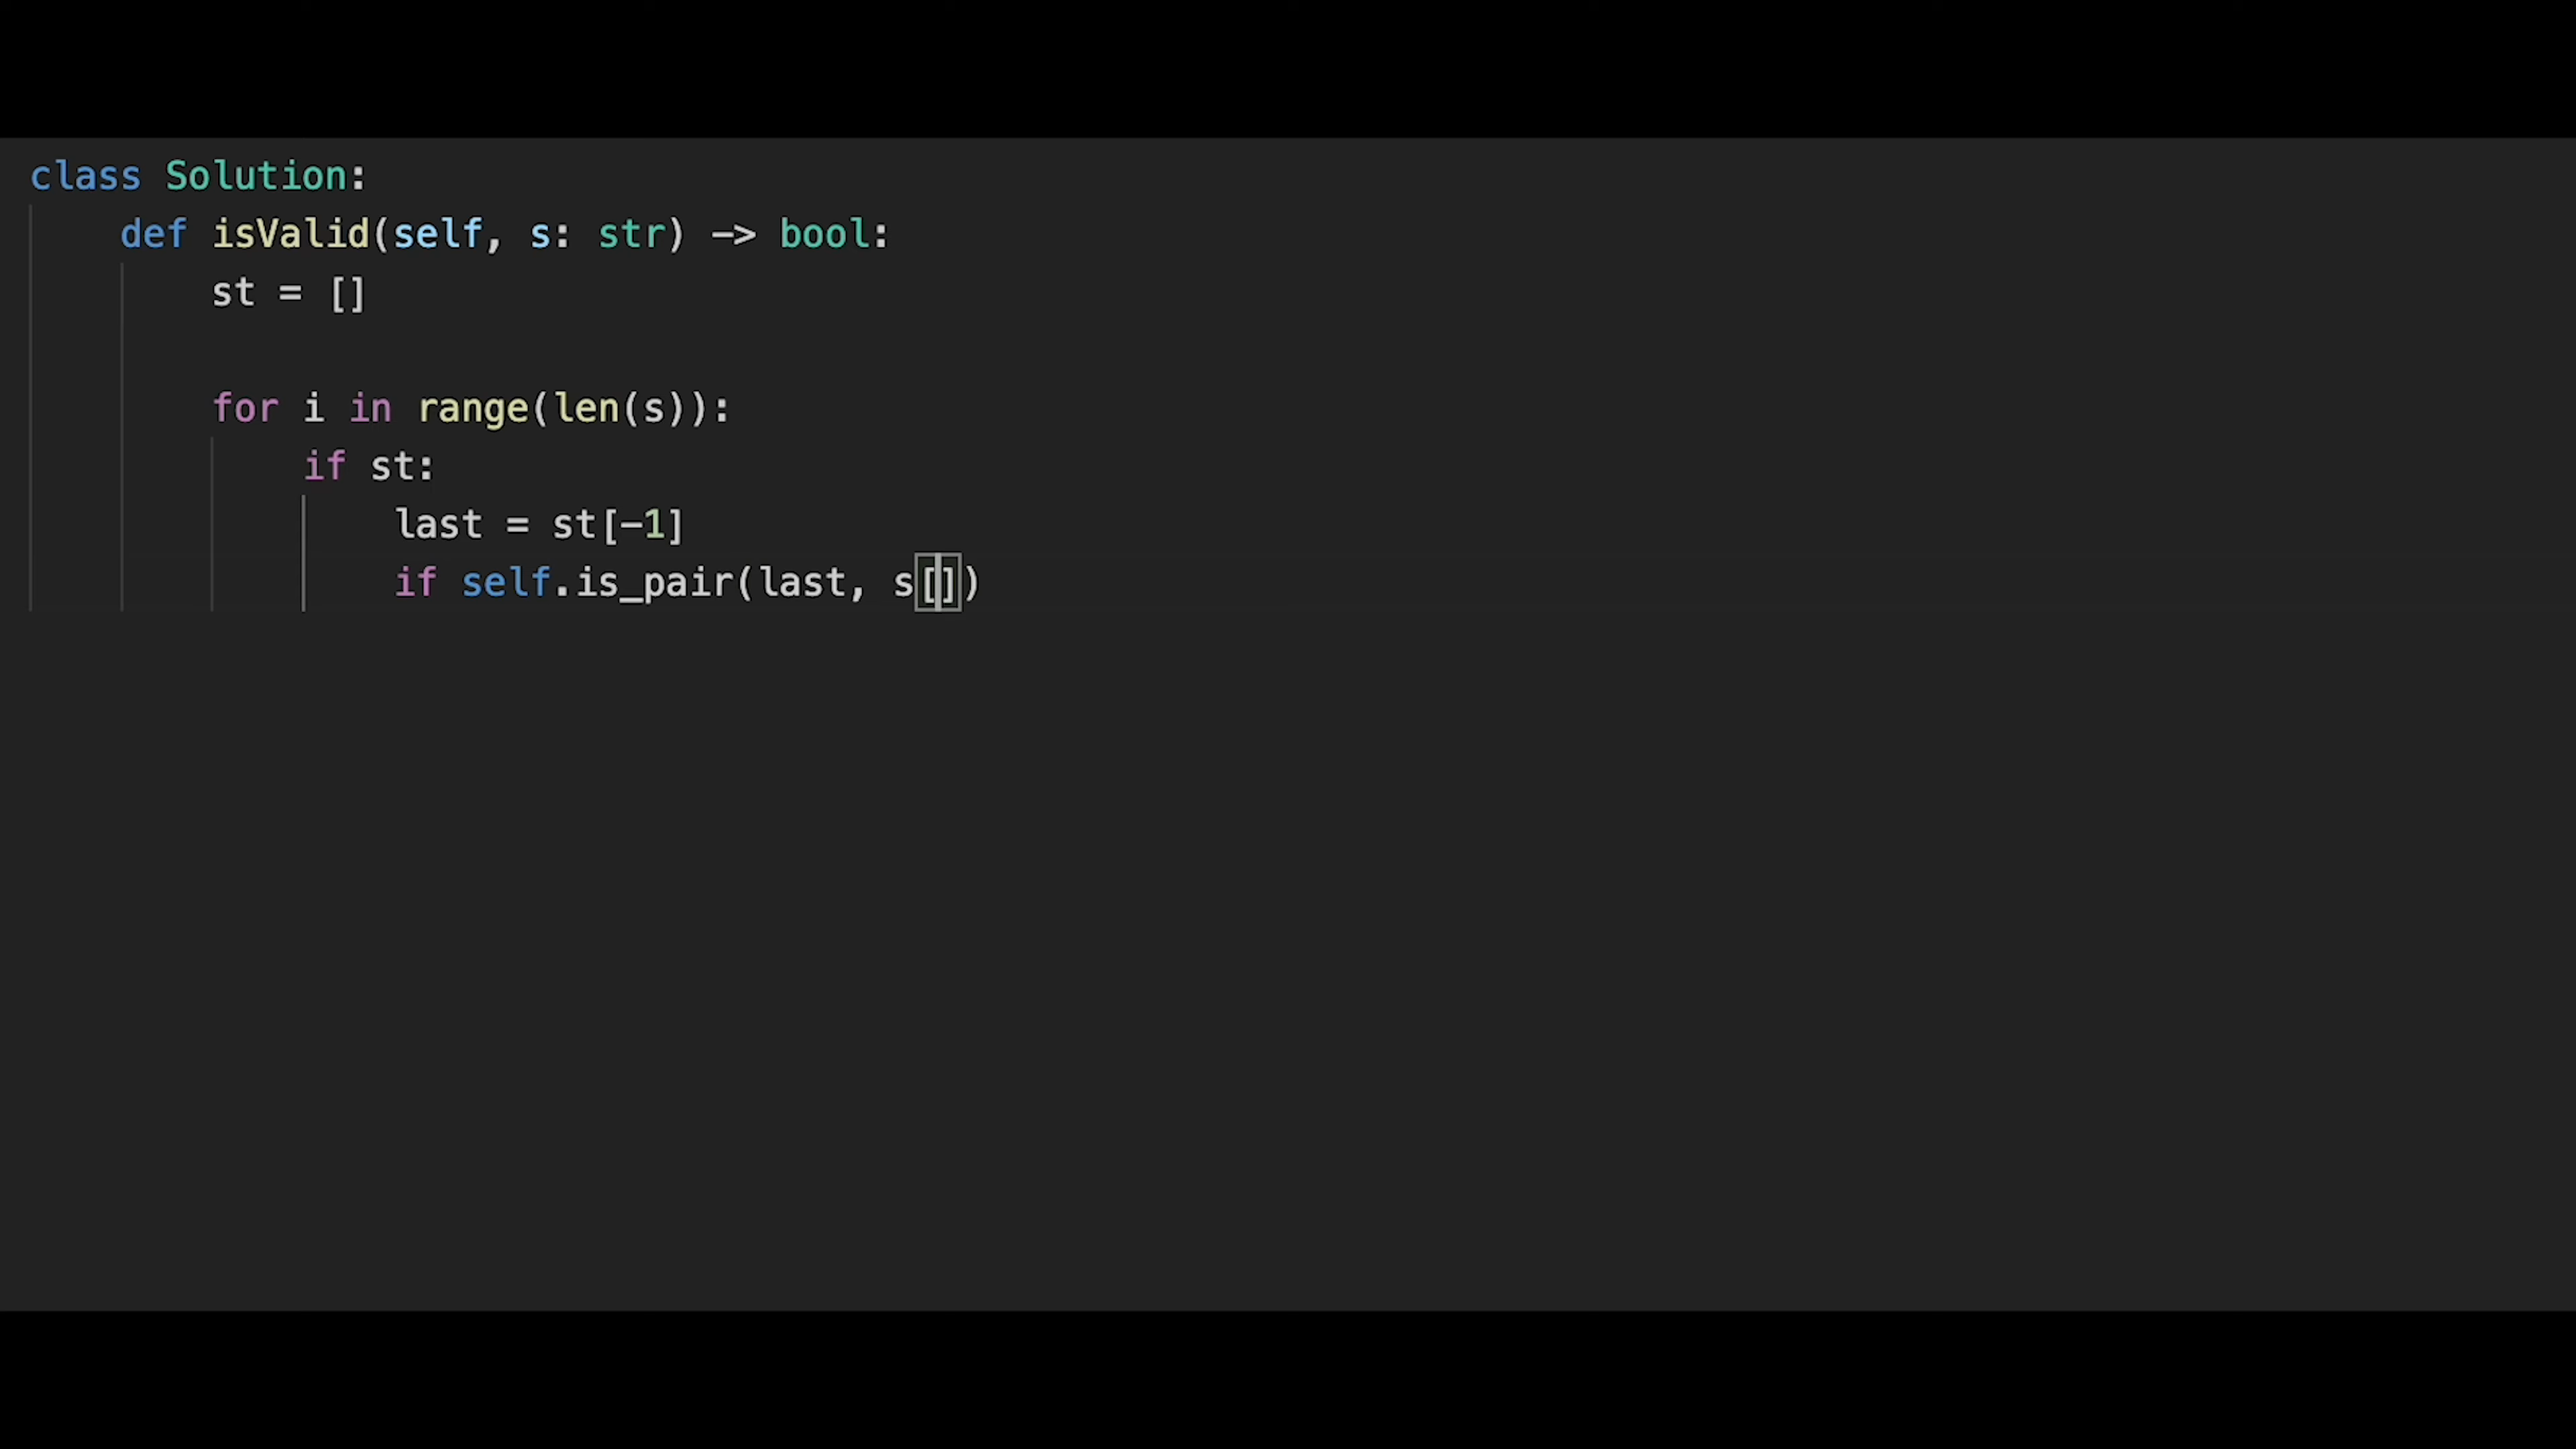 class Solution:
    def isValid(self, s: str) -> bool:
        st = []
        for i in range(len(s)):
            if st:
                last = st[-1]
                if self.is_pair(last, s[])